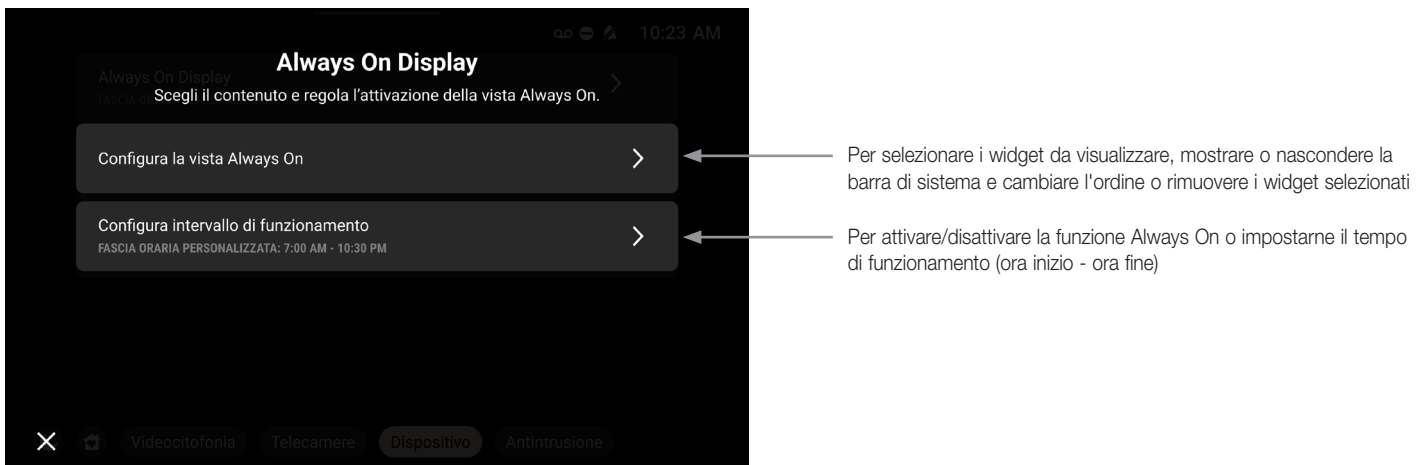 10:23 AM
Always On Display
Always On Display
Scegli il contenuto e regola l'attivazione della vista Always On.
Configura la vista Always On
Per selezionare i widget da visualizzare, mostrare o nascondere la
barra di sistema e cambiare l'ordine o rimuovere i widget selezionati
Configura intervallo di funzionamento
FASCIA ORARIA PERSONALIZZATA: 7:00 AM - 10:30 PM
Per attivare/disattivare la funzione Always On o impostarne il tempo
di funzionamento (ora inizio - ora fine)
Videocitofonia Telecamere Dispositivo Antintrusione